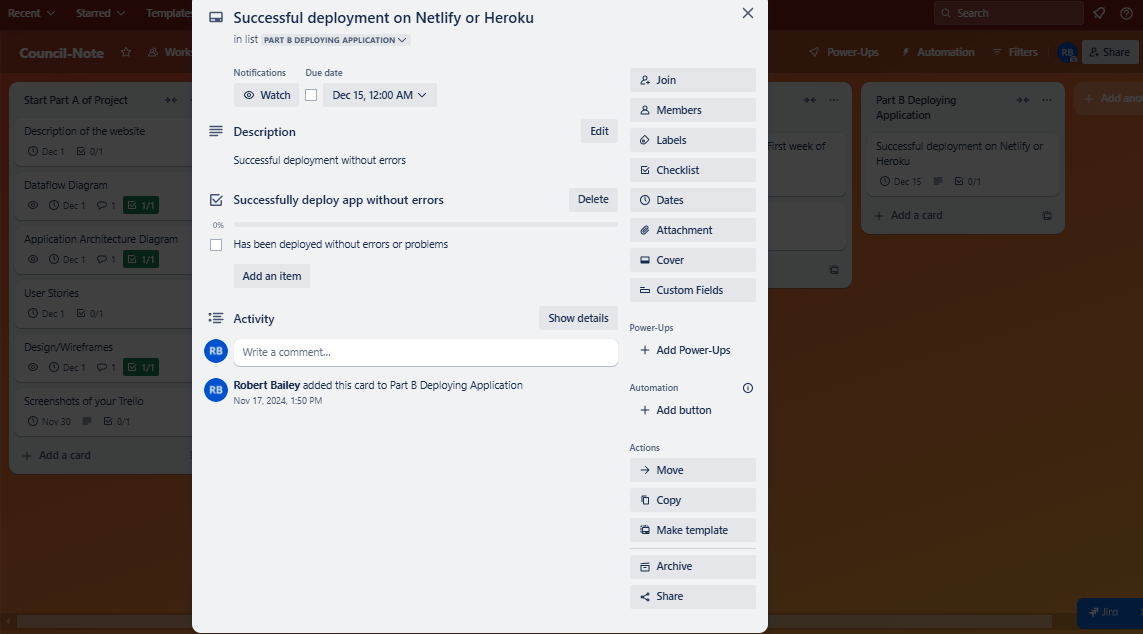 Recent
Starred
Templates
Search
Council-Note
Work
Power-Ups
Automation
Filters
RB
Share
Start Part A of Project
Description of the website
Dec 1
0/1
Dataflow Diagram
Dec 1
1
1/1
Application Architecture Diagram
Dec 1
1
1/1
User Stories
Dec 1
0/1
Design/Wireframes
Dec 1
1
1/1
Screenshots of your Trello
Nov 30
0/1
+ Add a card
Successful deployment on Netlify or Heroku
in list PART B DEPLOYING APPLICATION
Notifications
Due date
Watch
Dec 15, 12:00 AM
Description
Edit
Successful deployment without errors
Successfully deploy app without errors
Delete
0%
Has been deployed without errors or problems
Add an item
Activity
Show details
RB
Write a comment...
RB
Robert Bailey added this card to Part B Deploying Application
Nov 17, 2024, 1:50 PM
Join
Members
Labels
Checklist
Dates
Attachment
Cover
Custom Fields
Power-Ups
+ Add Power-Ups
Automation
+ Add button
Actions
Move
Copy
Make template
Archive
Share
First week of
Part B Deploying
Application
Successful deployment on Netlify or
Heroku
Dec 15
0/1
+ Add a card
+ Add ano
Jira